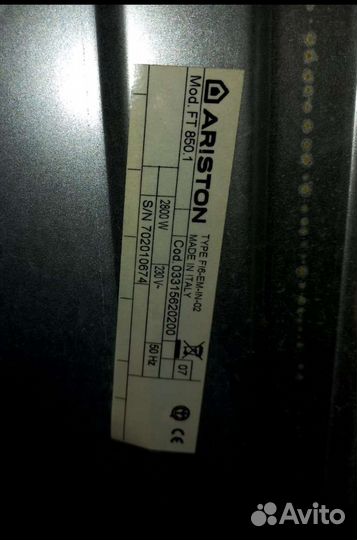 ARISTON
Mod. FT 850.1
TYPE FI6-EM-IN-02
MADE IN ITALY
07
Cod. 03315620200
2800 W 230 V~ 50 Hz
S/N 702010674
CE
Avito